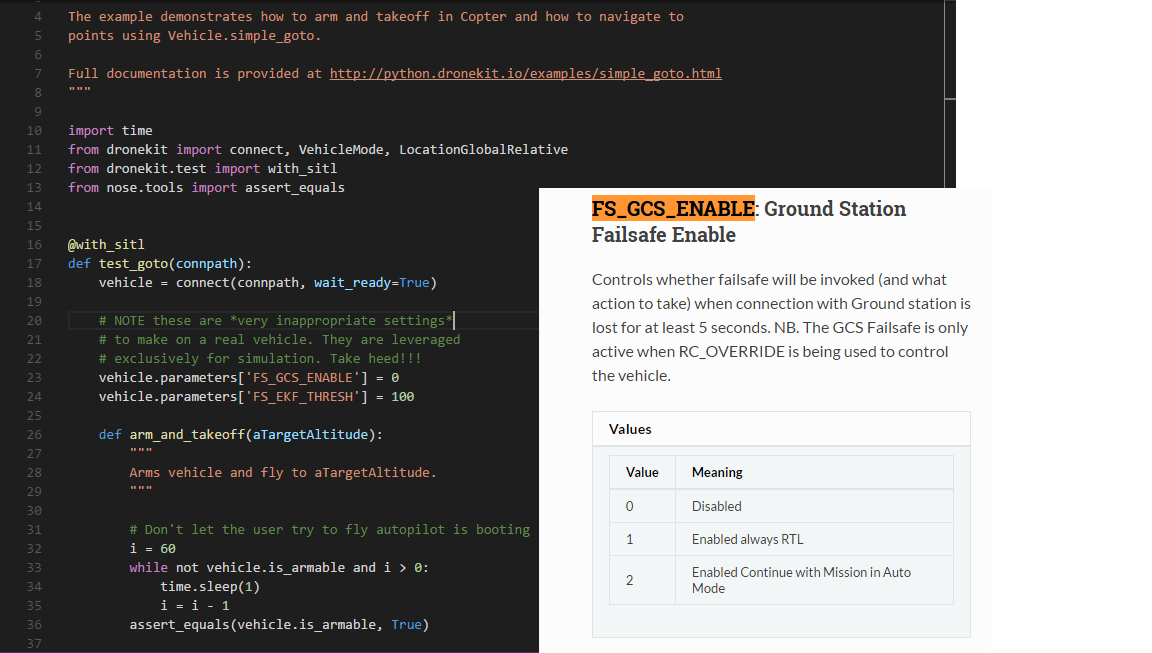 4 The example demonstrates how to arm and takeoff in Copter and how to navigate to
5 points using Vehicle.simple_goto.
6
7 Full documentation is provided at http://python.dronekit.io/examples/simple_goto.html
8 """
9
10 import time
11 from dronekit import connect, VehicleMode, LocationGlobalRelative
12 from dronekit.test import with_sitl
13 from nose.tools import assert_equals
14
15
16 @with_sitl
17 def test_goto(connpath):
18 vehicle = connect(connpath, wait_ready=True)
19
20 # NOTE these are *very inappropriate settings*
21 # to make on a real vehicle. They are leveraged
22 # exclusively for simulation. Take heed!!!
23 vehicle.parameters['FS_GCS_ENABLE'] = 0
24 vehicle.parameters['FS_EKF_THRESH'] = 100
25
26 def arm_and_takeoff(aTargetAltitude):
27 """
28 Arms vehicle and fly to aTargetAltitude.
29 """
30
31 # Don't let the user try to fly autopilot is booting
32 i = 60
33 while not vehicle.is_armable and i > 0:
34 time.sleep(1)
35 i = i - 1
36 assert_equals(vehicle.is_armable, True)
37
FS_GCS_ENABLE: Ground Station
Failsafe Enable
Controls whether failsafe will be invoked (and what
action to take) when connection with Ground station is
lost for at least 5 seconds. NB. The GCS Failsafe is only
active when RC_OVERRIDE is being used to control
the vehicle.
Values
Value Meaning
0 Disabled
1 Enabled always RTL
2 Enabled Continue with Mission in Auto
Mode